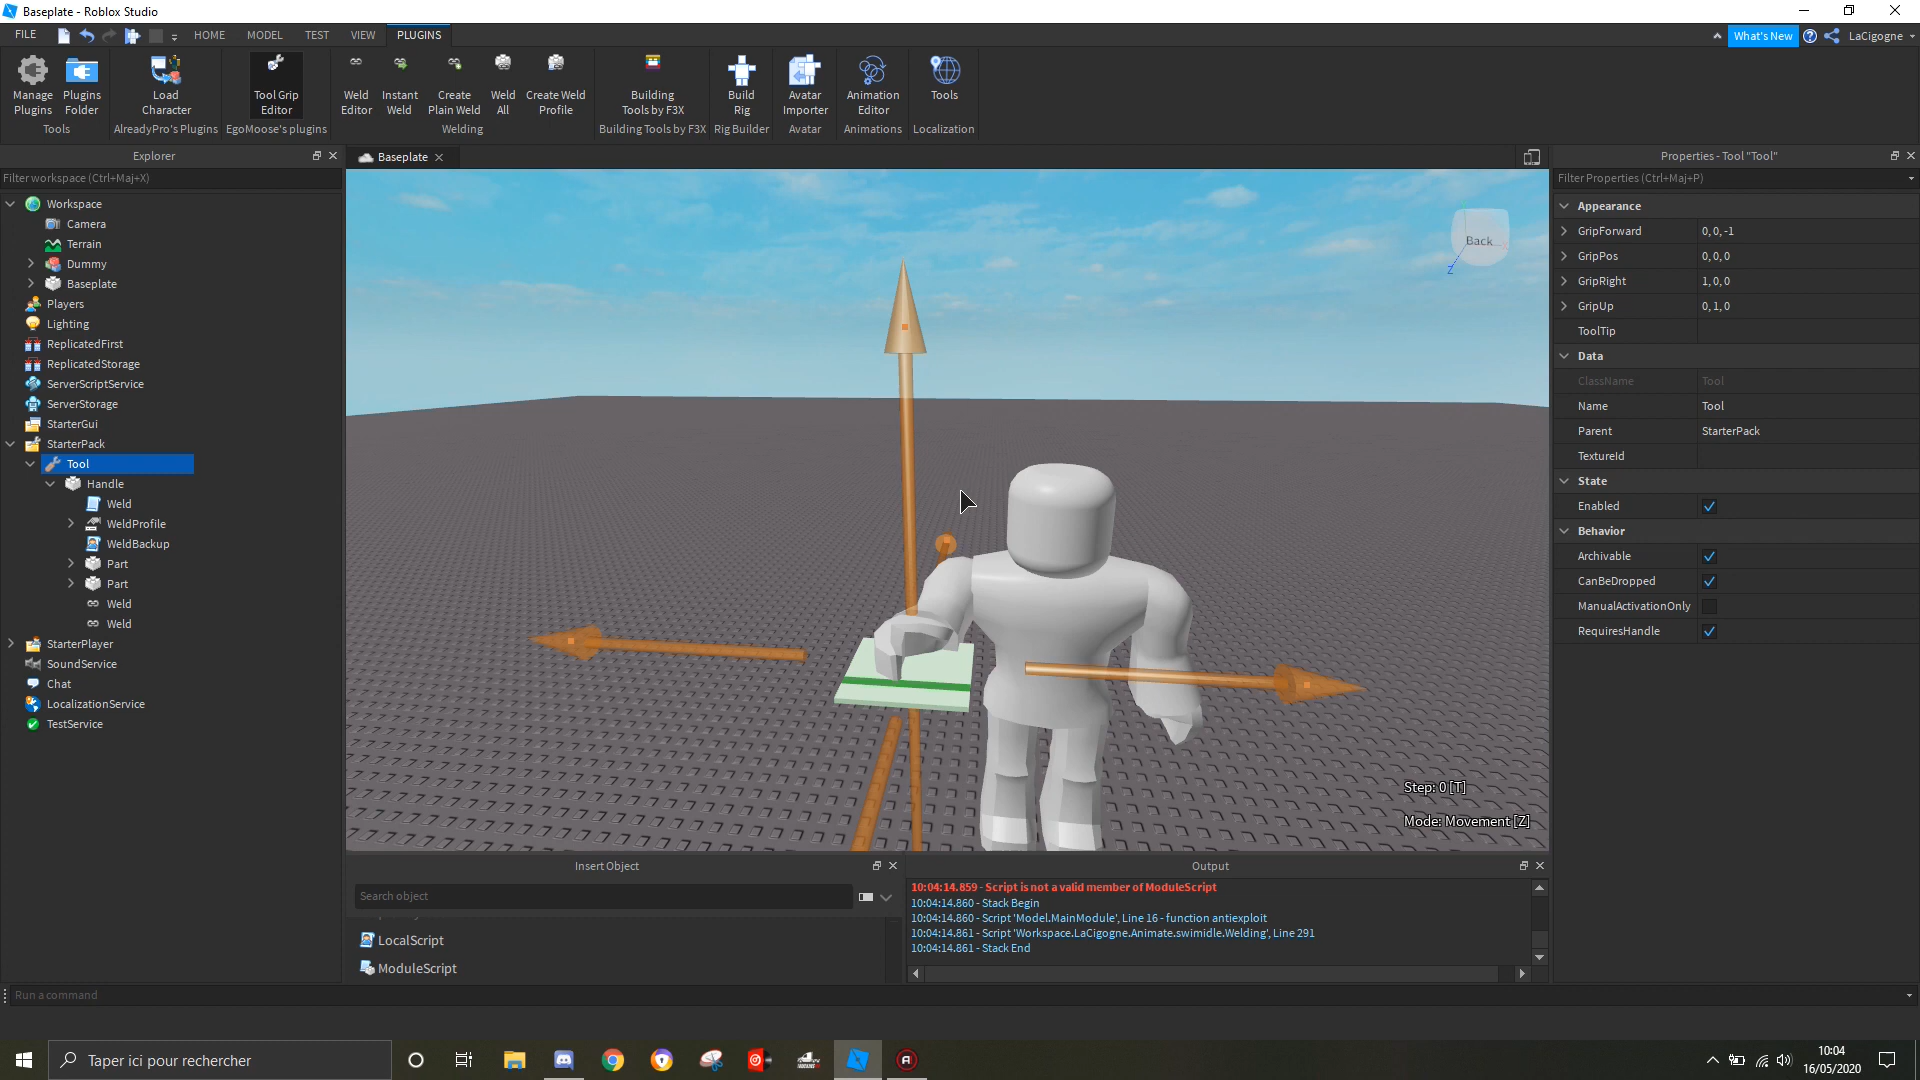 Baseplate - Roblox Studio
FILE
HOME
MODEL
TEST
VIEW
PLUGINS
What's New
LaCigogne
Manage Plugins
Plugins Folder
Load Character
Tool Grip Editor
Weld Editor
Instant Weld
Create Plain Weld
Weld All
Create Weld Profile
Building Tools by F3X
Build Rig
Avatar Importer
Animation Editor
Tools
Tools
AlreadyPro's Plugins
EgoMoose's plugins
Welding
Building Tools by F3X
Rig Builder
Avatar
Animations
Localization
Explorer
Filter workspace (Ctrl+Maj+X)
Workspace
Camera
Terrain
Dummy
Baseplate
Players
Lighting
ReplicatedFirst
ReplicatedStorage
ServerScriptService
ServerStorage
StarterGui
StarterPack
Tool
Handle
Weld
WeldProfile
WeldBackup
Part
Part
Weld
Weld
StarterPlayer
SoundService
Chat
LocalizationService
TestService
Baseplate
Back
Z
Step: 0 [T]
Mode: Movement [Z]
Insert Object
Search object
LocalScript
ModuleScript
Output
10:04:14.859 - Script is not a valid member of ModuleScript
10:04:14.860 - Stack Begin
10:04:14.860 - Script 'Model.MainModule', Line 16 - function antiexploit
10:04:14.861 - Script 'Workspace.LaCigogne.Animate.swimidle.Welding', Line 291
10:04:14.861 - Stack End
Properties - Tool "Tool"
Filter Properties (Ctrl+Maj+P)
Appearance
GripForward 0, 0, -1
GripPos 0, 0, 0
GripRight 1, 0, 0
GripUp 0, 1, 0
ToolTip
Data
ClassName Tool
Name Tool
Parent StarterPack
TextureId
State
Enabled
Behavior
Archivable
CanBeDropped
ManualActivationOnly
RequiresHandle
Run a command
Taper ici pour rechercher
10:04
16/05/2020